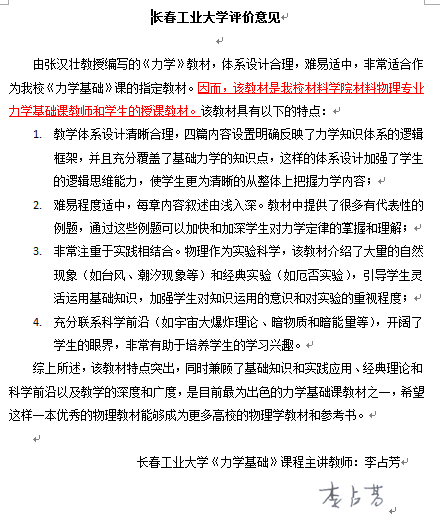 长春工业大学评价意见
由张汉壮教授编写的《力学》教材，体系设计合理，难易适中，非常适合作
为我校《力学基础》课的指定教材。因而，该教材是我校材料学院材料物理专业
力学基础课教师和学生的授课教材。该教材具有以下的特点：
1. 教学体系设计清晰合理，四篇内容设置明确反映了力学知识体系的逻辑
框架，并且充分覆盖了基础力学的知识点，这样的体系设计加强了学生
的逻辑思维能力，使学生更为清晰的从整体上把握力学内容；
2. 难易程度适中，每章内容叙述由浅入深。教材中提供了很多有代表性的
例题，通过这些例题可以加快和加深学生对力学定律的掌握和理解；
3. 非常注重于实践相结合。物理作为实验科学，该教材介绍了大量的自然
现象（如台风、潮汐现象等）和经典实验（如厄否实验），引导学生灵
活运用基础知识，加强学生对知识运用的意识和对实验的重视程度；
4. 充分联系科学前沿（如宇宙大爆炸理论、暗物质和暗能量等），开阔了
学生的眼界，非常有助于培养学生的学习兴趣。
综上所述，该教材特点突出，同时兼顾了基础知识和实践应用、经典理论和
科学前沿以及教学的深度和广度，是目前最为出色的力学基础课教材之一，希望
这样一本优秀的物理教材能够成为更多高校的物理学教材和参考书。
长春工业大学《力学基础》课程主讲教师：李占芳
李占芳